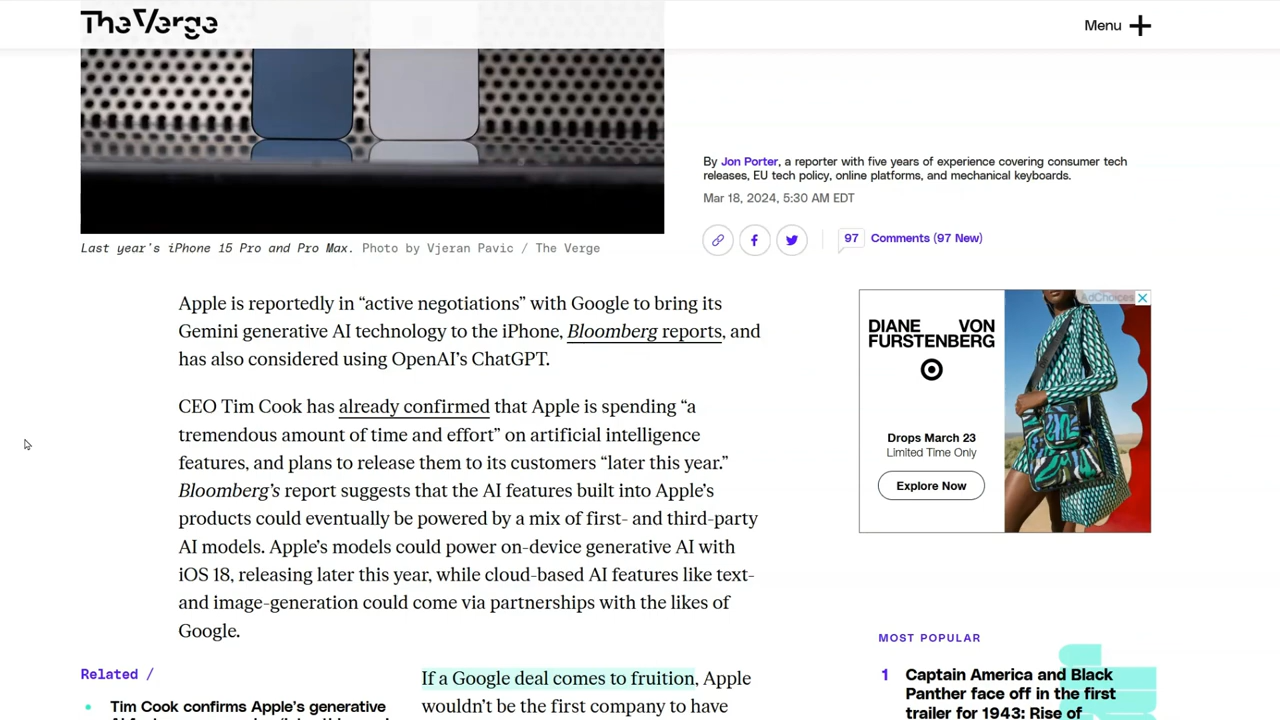 The Verge
Menu
By Jon Porter, a reporter with five years of experience covering consumer tech
releases, EU tech policy, online platforms, and mechanical keyboards.
Mar 18, 2024, 5:30 AM EDT
97 Comments (97 New)
Last year's iPhone 15 Pro and Pro Max. Photo by Vjeran Pavic / The Verge
Apple is reportedly in “active negotiations” with Google to bring its
Gemini generative AI technology to the iPhone, Bloomberg reports, and
has also considered using OpenAI’s ChatGPT.
CEO Tim Cook has already confirmed that Apple is spending “a
tremendous amount of time and effort” on artificial intelligence
features, and plans to release them to its customers “later this year.”
Bloomberg’s report suggests that the AI features built into Apple’s
products could eventually be powered by a mix of first- and third-party
AI models. Apple’s models could power on-device generative AI with
iOS 18, releasing later this year, while cloud-based AI features like text-
and image-generation could come via partnerships with the likes of
Google.
If a Google deal comes to fruition, Apple
wouldn’t be the first company to have
Related /
Tim Cook confirms Apple’s generative
AdChoices
DIANE VON
FURSTENBERG
Drops March 23
Limited Time Only
Explore Now
MOST POPULAR
1 Captain America and Black
Panther face off in the first
trailer for 1943: Rise of